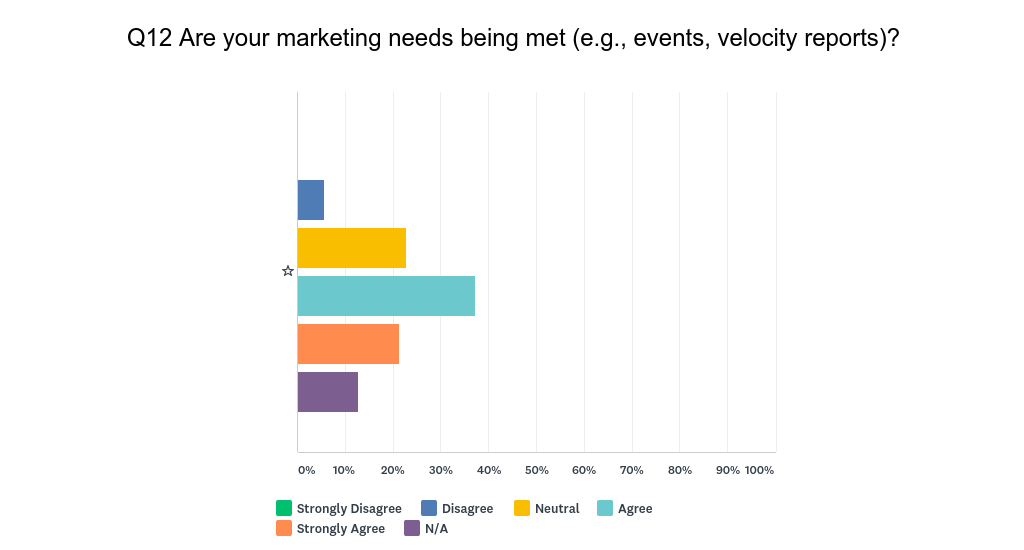 Q12 Are your marketing needs being met (e.g., events, velocity reports)?
☆
0% 10% 20% 30% 40% 50% 60% 70% 80% 90% 100%
Strongly Disagree Disagree Neutral Agree
Strongly Agree N/A